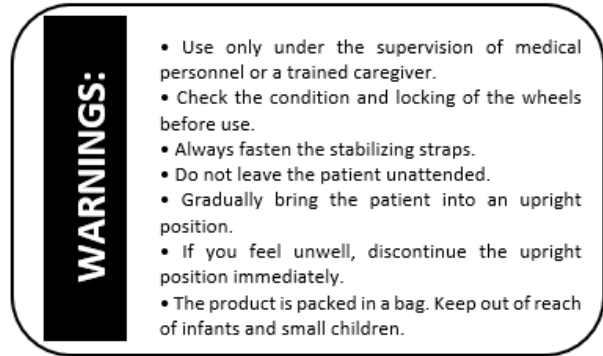 WARNINGS:
• Use only under the supervision of medical
personnel or a trained caregiver.
• Check the condition and locking of the wheels
before use.
• Always fasten the stabilizing straps.
• Do not leave the patient unattended.
• Gradually bring the patient into an upright
position.
• If you feel unwell, discontinue the upright
position immediately.
• The product is packed in a bag. Keep out of reach
of infants and small children.